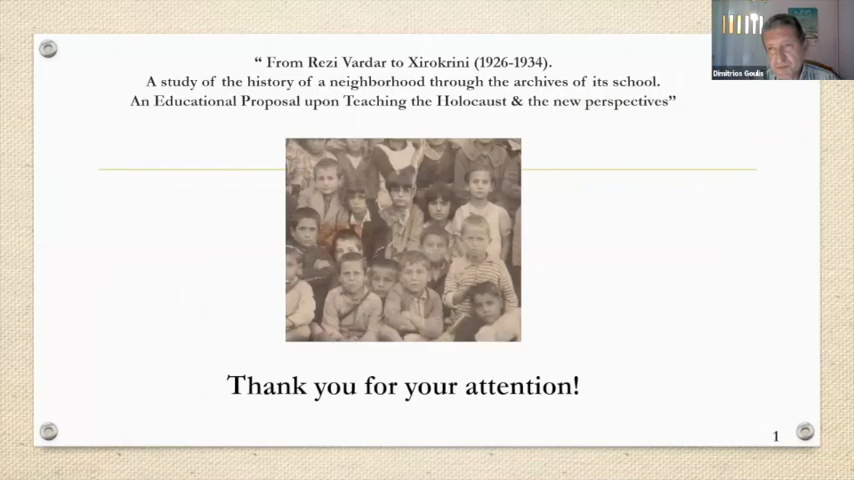 “ From Rezi Vardar to Xirokrini (1926-1934).
A study of the history of a neighborhood through the archives of its school.
An Educational Proposal upon Teaching the Holocaust & the new perspectives”
Dimitrios Goulis
Thank you for your attention!
1